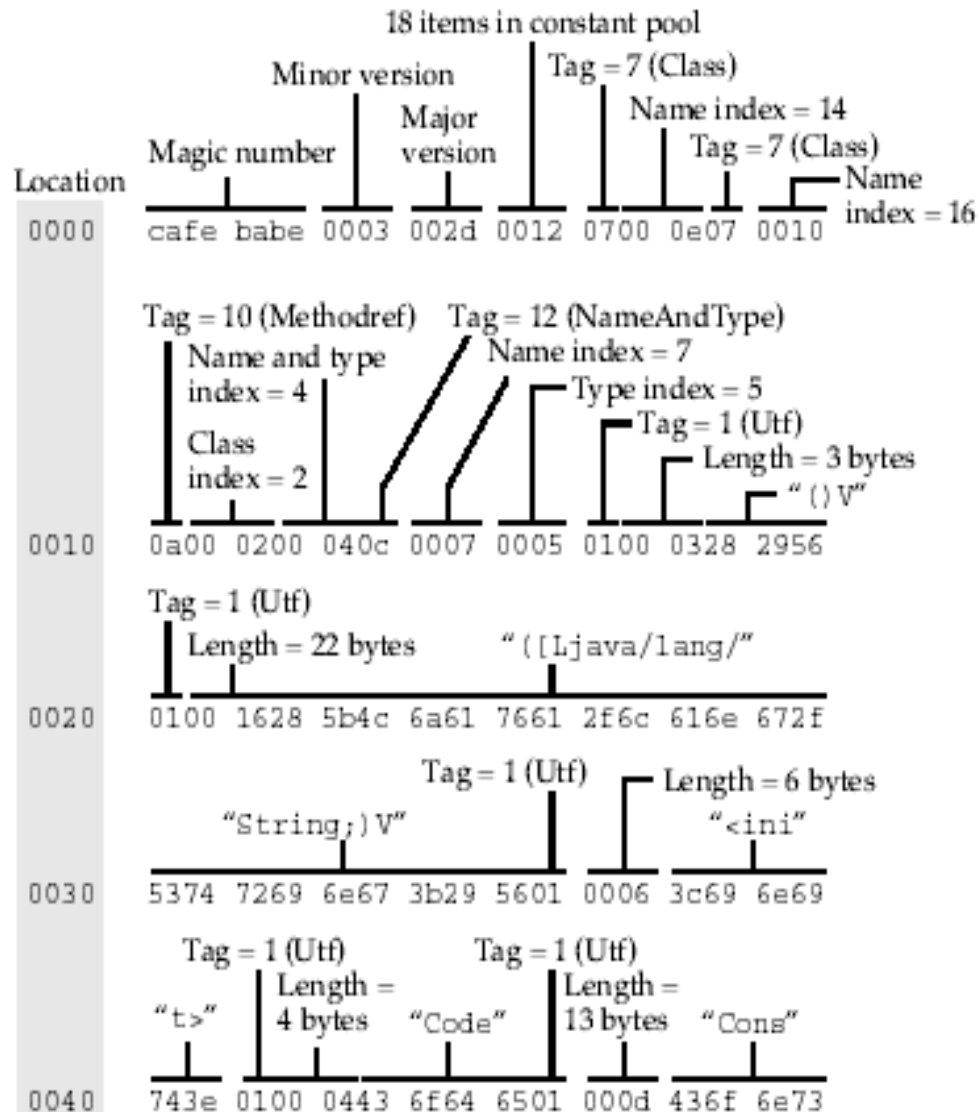 18 items in constant pool
Tag = 7 (Class)
Minor version
Name index = 14
Major
version
Tag = 7 (Class)
Magic number
Name
index = 16
Location
0000 cafe babe 0003 002d 0012 0700 0e07 0010
Tag = 10 (Methodref)
Tag = 12 (NameAndType)
Name and type
index = 4
Name index = 7
Type index = 5
Tag = 1 (Utf)
Class
index = 2
Length = 3 bytes
"()V"
0010 0a00 0200 040c 0007 0005 0100 0328 2956
Tag = 1 (Utf)
Length = 22 bytes
"([Ljava/lang/"
0020 0100 1628 5b4c 6a61 7661 2f6c 616e 672f
Tag = 1 (Utf)
Length = 6 bytes
"String;)V"
"<ini"
0030 5374 7269 6e67 3b29 5601 0006 3c69 6e69
Tag = 1 (Utf)
Tag = 1 (Utf)
"t>"
Length =
4 bytes
"Code"
Length =
13 bytes
"Cons"
0040 743e 0100 0443 6f64 6501 000d 436f 6e73